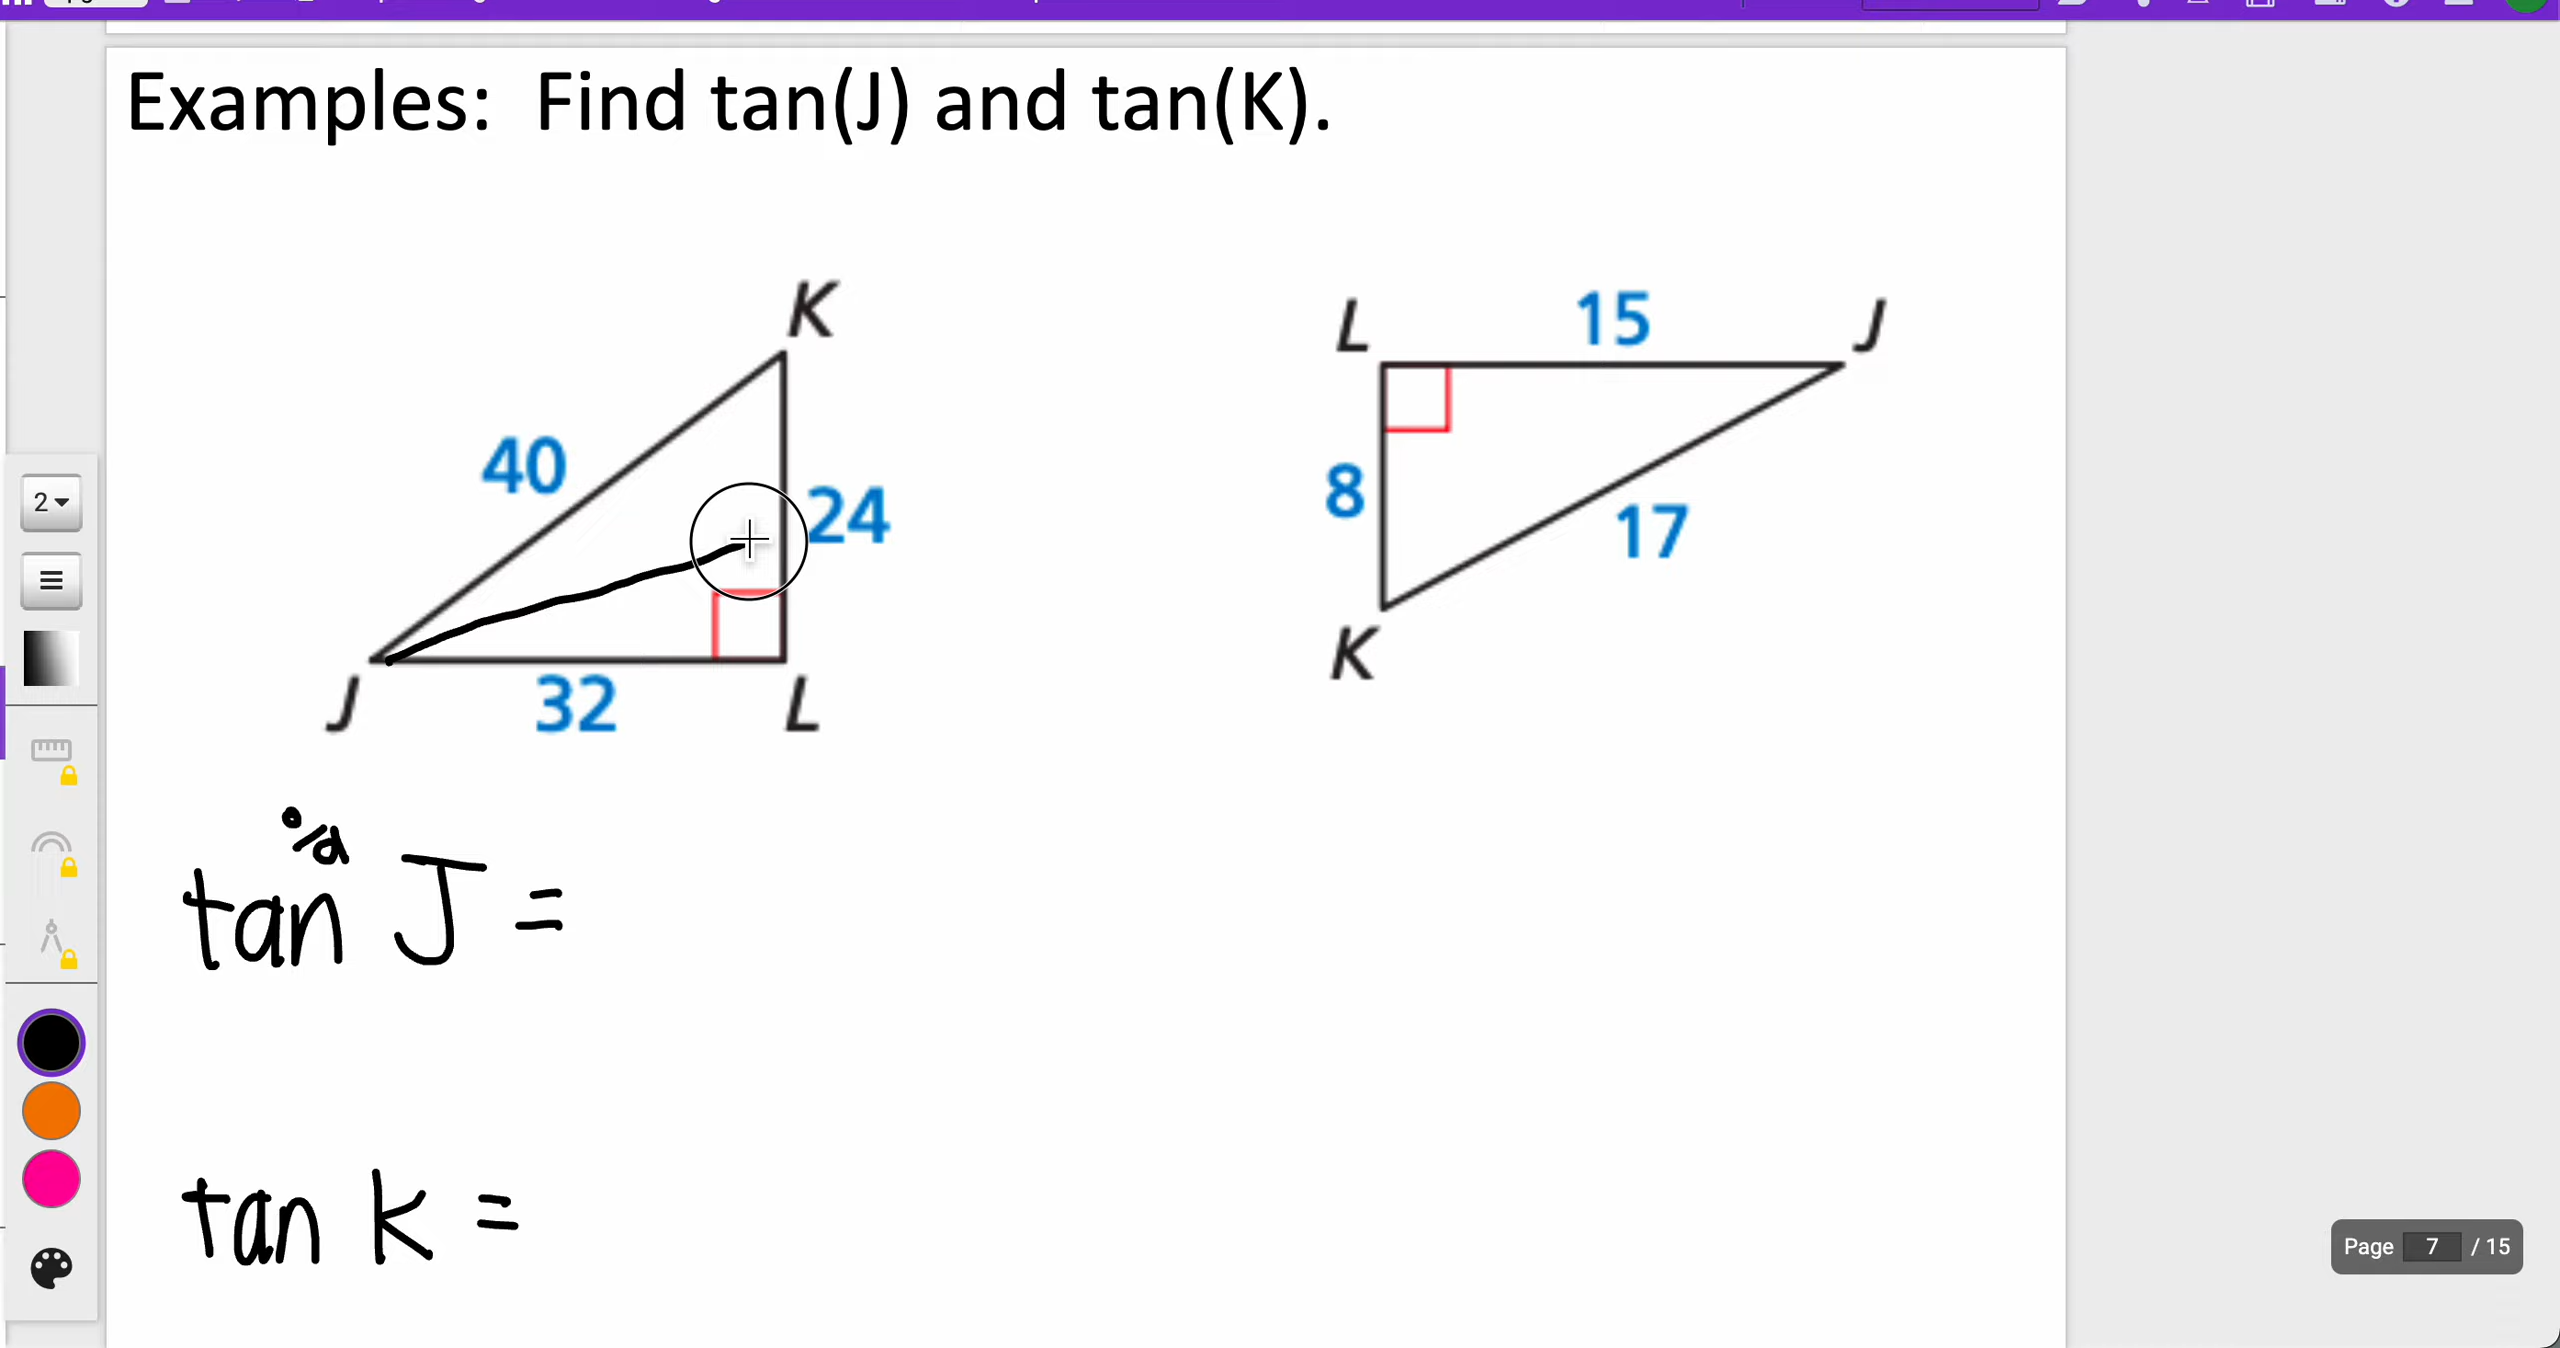 Examples: Find tan(J) and tan(K).
K
40
24
J
32
L
L
15
J
8
17
K
o/a
tan J =
tan K =
2
Page 7 / 15